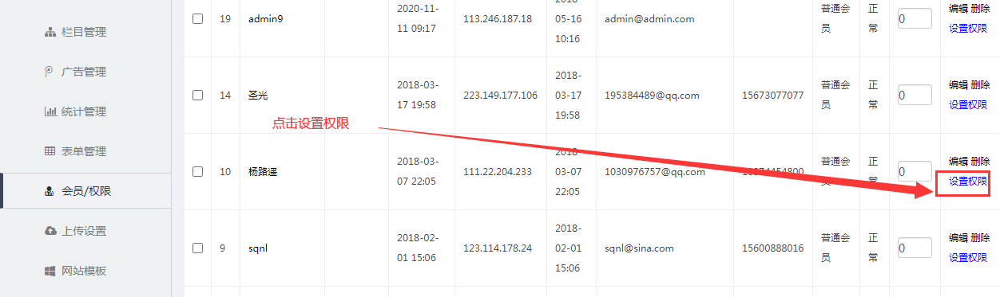 栏目管理
广告管理
统计管理
表单管理
会员/权限
上传设置
网站模板
19 admin9 2020-11-11 09:17 113.246.187.18 2018-05-16 10:16 admin@admin.com 普通会员 正常 0 编辑 删除 设置权限
14 圣光 2018-03-17 19:58 223.149.177.106 2018-03-17 19:58 195384489@qq.com 15673077077 普通会员 正常 0 编辑 删除 设置权限
点击设置权限
10 杨路遥 2018-03-07 22:05 111.22.204.233 2018-03-07 22:05 1030976757@qq.com 普通会员 正常 0 编辑 删除 设置权限
9 sqnl 2018-02-01 15:06 123.114.178.24 2018-02-01 15:06 sqnl@sina.com 15600888016 普通会员 正常 0 编辑 删除 设置权限